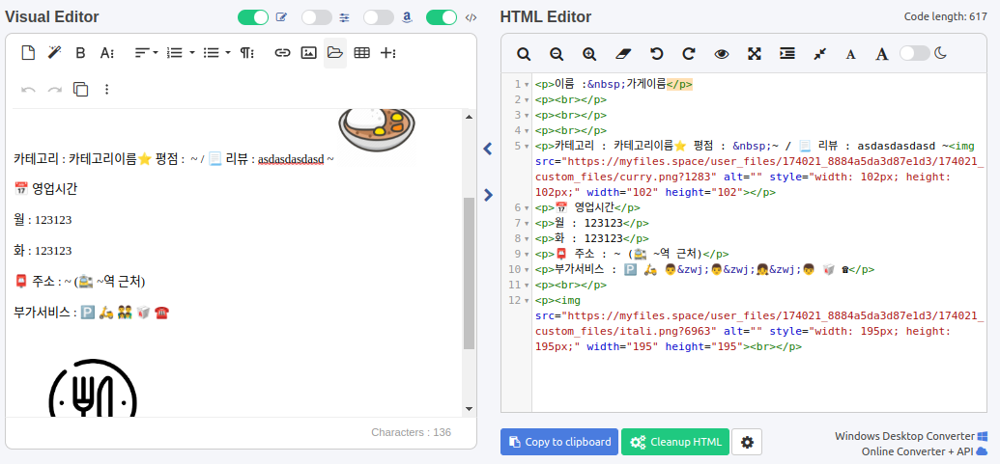 Visual Editor
HTML Editor
Code length: 617
카테고리 : 카테고리이름⭐ 평점 : ~ / 📃 리뷰 : asdasdasdasd ~
📅 영업시간
월 : 123123
화 : 123123
📮 주소 : ~ (🚉 ~역 근처)
부가서비스 : 🅿️ 🛵 👨‍👨‍👧‍👦 🥡 ☎️
Characters : 136
1 <p>이름 :&nbsp;가게이름</p>
2 <p><br></p>
3 <p><br></p>
4 <p><br></p>
5 <p>카테고리 : 카테고리이름⭐ 평점 : &nbsp;~ / 📃 리뷰 : asdasdasdasd ~<img
src="https://myfiles.space/user_files/174021_8884a5da3d87e1d3/174021_
custom_files/curry.png?1283" alt="" style="width: 102px; height:
102px;" width="102" height="102"></p>
6 <p>📅 영업시간</p>
7 <p>월 : 123123</p>
8 <p>화 : 123123</p>
9 <p>📮 주소 : ~ (🚉 ~역 근처)</p>
10 <p>부가서비스 : 🅿️ 🛵 👨&zwj;👨&zwj;👧&zwj;👦 🥡 ☎</p>
11 <p><br></p>
12 <p><img
src="https://myfiles.space/user_files/174021_8884a5da3d87e1d3/174021_
custom_files/itali.png?6963" alt="" style="width: 195px; height:
195px;" width="195" height="195"><br></p>
Copy to clipboard
Cleanup HTML
Windows Desktop Converter
Online Converter + API